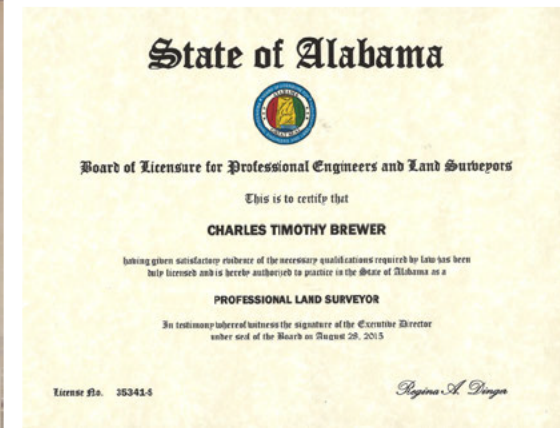 State of Alabama
ALABAMA
GREAT SEAL
Board of Licensure for Professional Engineers and Land Surveyors
This is to certify that
CHARLES TIMOTHY BREWER
having given satisfactory evidence of the necessary qualifications required by law has been
duly licensed and is hereby authorized to practice in the State of Alabama as a
PROFESSIONAL LAND SURVEYOR
In testimony whereof witness the signature of the Executive Director
under seal of the Board on August 28, 2015
License No. 35341-S
Regina A. Dinger